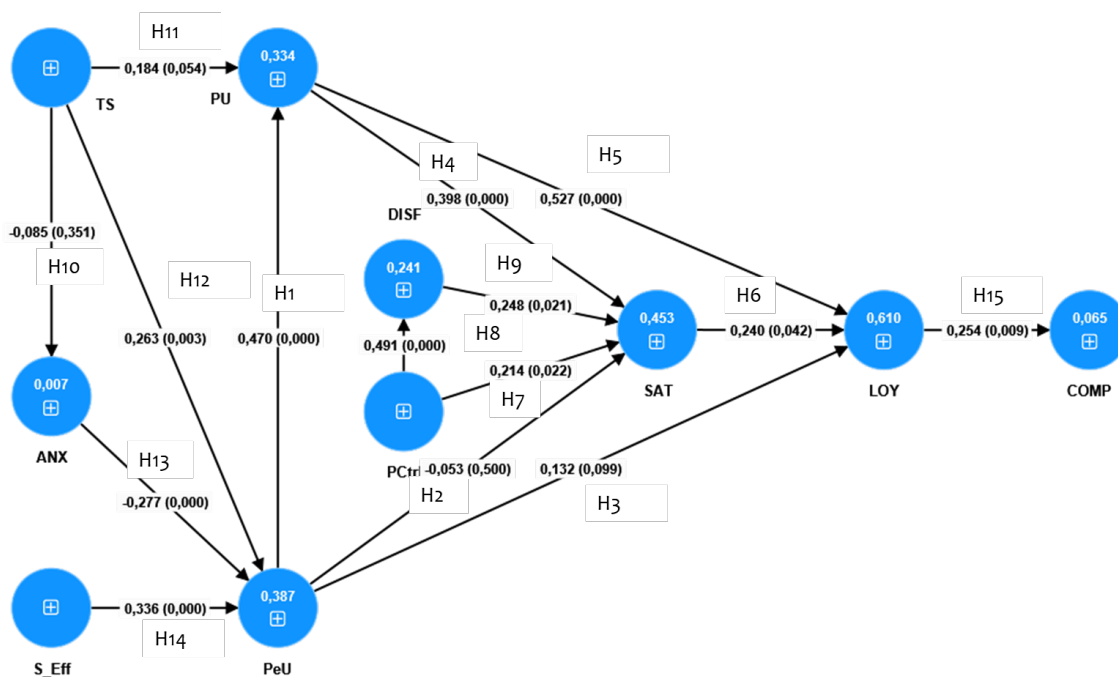 H11
0,334
0,184 (0,054)
TS
PU
H4
H5
0,398 (0,000)
0,527 (0,000)
DISF
-0,085 (0,351)
H10
H12
H1
0,241
H9
0,248 (0,021)
H6
H15
0,263 (0,003)
0,470 (0,000)
0,491 (0,000)
H8
0,453
0,240 (0,042)
0,610
0,254 (0,009)
0,065
0,214 (0,022)
0,007
H7
SAT
LOY
COMP
ANX
H13
-0,277 (0,000)
PCtrl
-0,053 (0,500)
0,132 (0,099)
H2
H3
0,336 (0,000)
0,387
H14
S_Eff
PeU